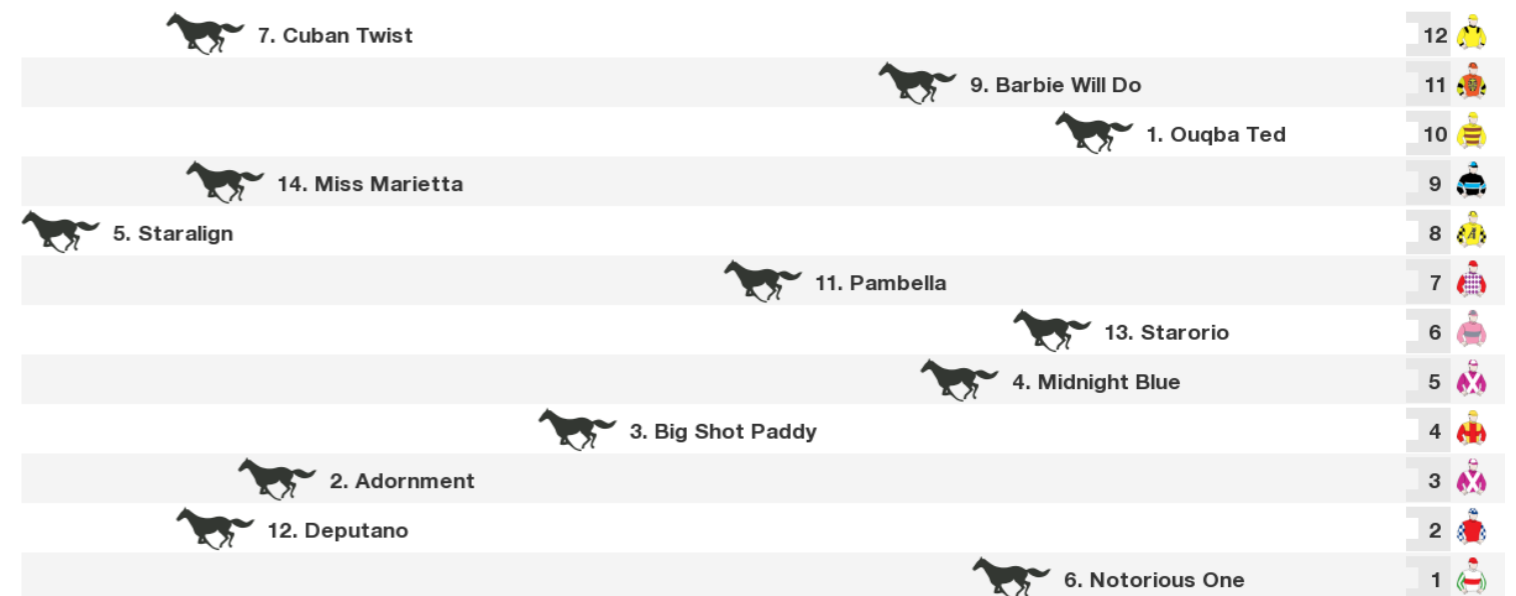 7. Cuban Twist 12
9. Barbie Will Do 11
1. Ouqba Ted 10
14. Miss Marietta 9
5. Staralign 8
A
11. Pambella 7
13. Starorio 6
4. Midnight Blue 5
3. Big Shot Paddy 4
2. Adornment 3
12. Deputano 2
6. Notorious One 1